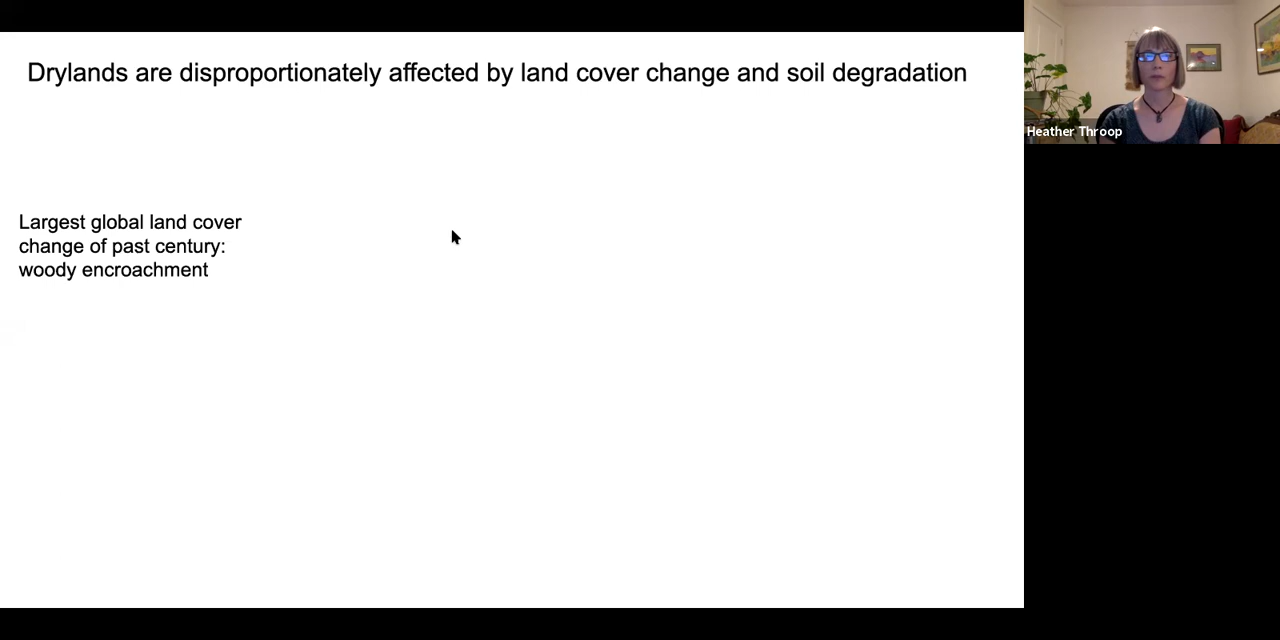 Drylands are disproportionately affected by land cover change and soil degradation
Heather Throop
Largest global land cover
change of past century:
woody encroachment